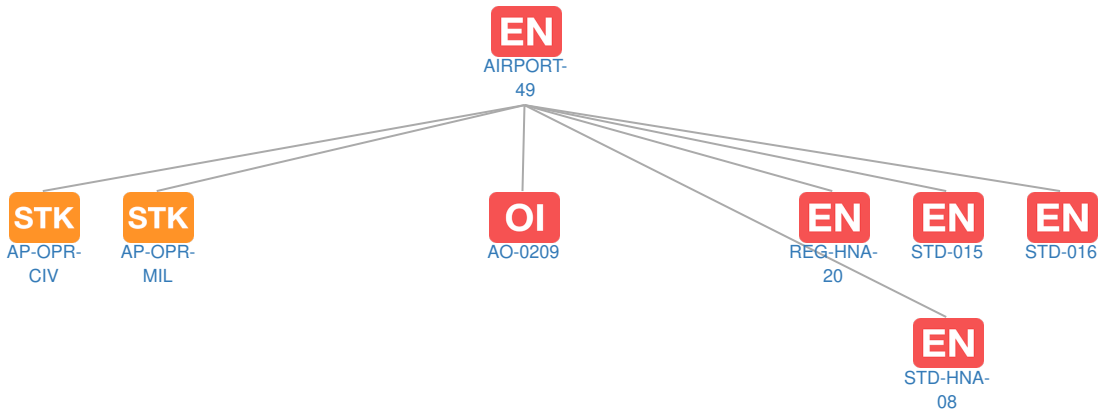 EN
AIRPORT-
49
STK
AP-OPR-
CIV
STK
AP-OPR-
MIL
OI
AO-0209
EN
REG-HNA-
20
EN
STD-015
EN
STD-016
EN
STD-HNA-
08